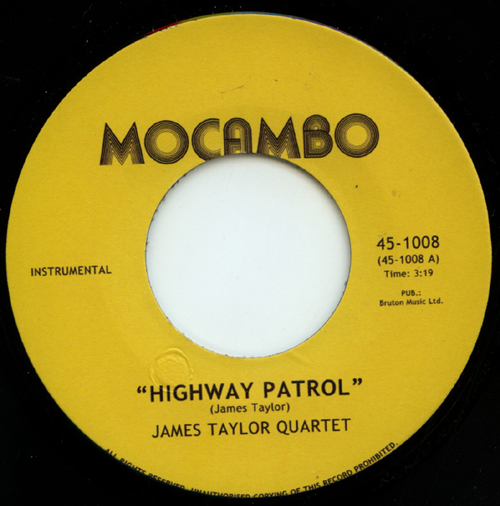 MOCAMBO
INSTRUMENTAL
45-1008
(45-1008 A)
Time: 3:19
PUB.:
Bruton Music Ltd.
"HIGHWAY PATROL"
(James Taylor)
JAMES TAYLOR QUARTET
ALL RIGHTS RESERVED. UNAUTHORISED COPYING OF THIS RECORD PROHIBITED.